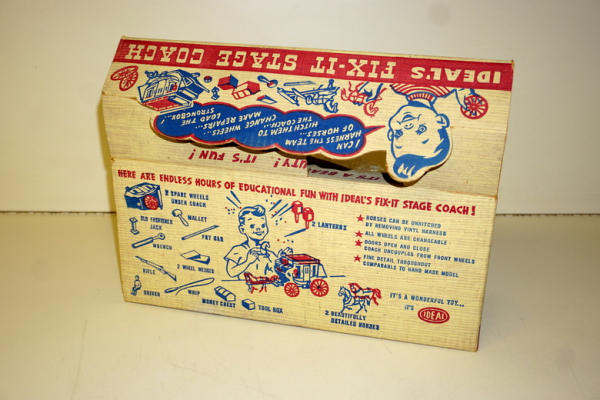 IDEAL'S FIX-IT STAGE COACH
I CAN
HARNESS THE TEAM
OF HORSES...
HITCH THEM TO
THE COACH...
CHANGE WHEELS...
MAKE REPAIRS...
LOAD THE
STRONGBOX..!
IT'S A BEAUTY! IT'S FUN!
HERE ARE ENDLESS HOURS OF EDUCATIONAL FUN WITH IDEAL'S FIX-IT STAGE COACH!
2 SPARE WHEELS
UNDER COACH
OLD FASHIONED
JACK
MALLET
WRENCH
PRY BAR
RIFLE
2 WHEEL WEDGES
DRIVER
WHIP
MONEY CHEST
TOOL BOX
2 LANTERNS
2 BEAUTIFULLY
DETAILED HORSES
★ HORSES CAN BE UNHITCHED
BY REMOVING VINYL HARNESS
★ ALL WHEELS ARE CHANGEABLE
★ DOORS OPEN AND CLOSE
COACH UNCOUPLES FROM FRONT WHEELS
★ FINE DETAIL THROUGHOUT
COMPARABLE TO HAND MADE MODEL
IT'S A WONDERFUL TOY...
IT'S IDEAL